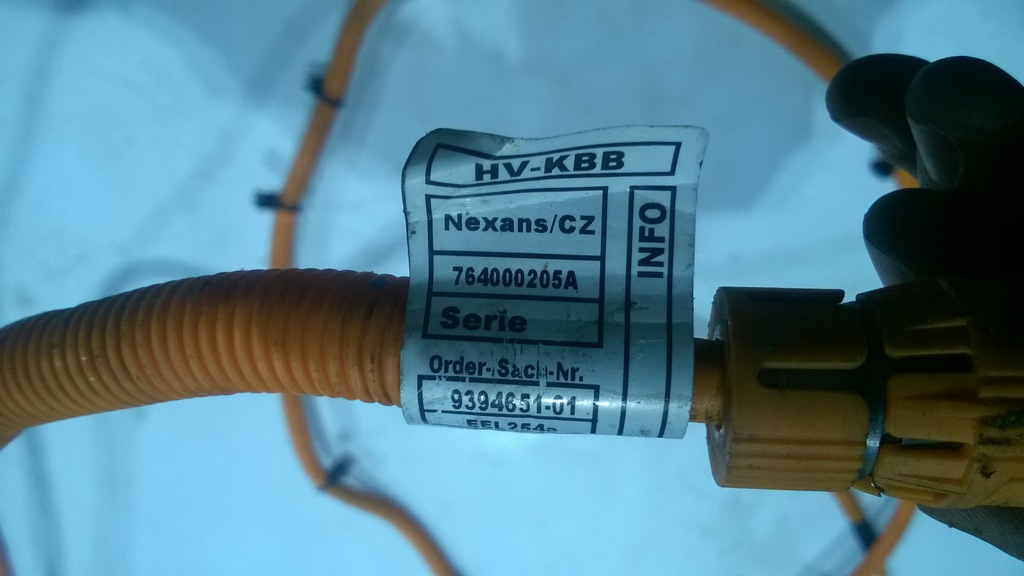 HV-KBB
Nexans/CZ
764000205A
Serie
INFO
Order-/Sach-Nr.
9394651-01